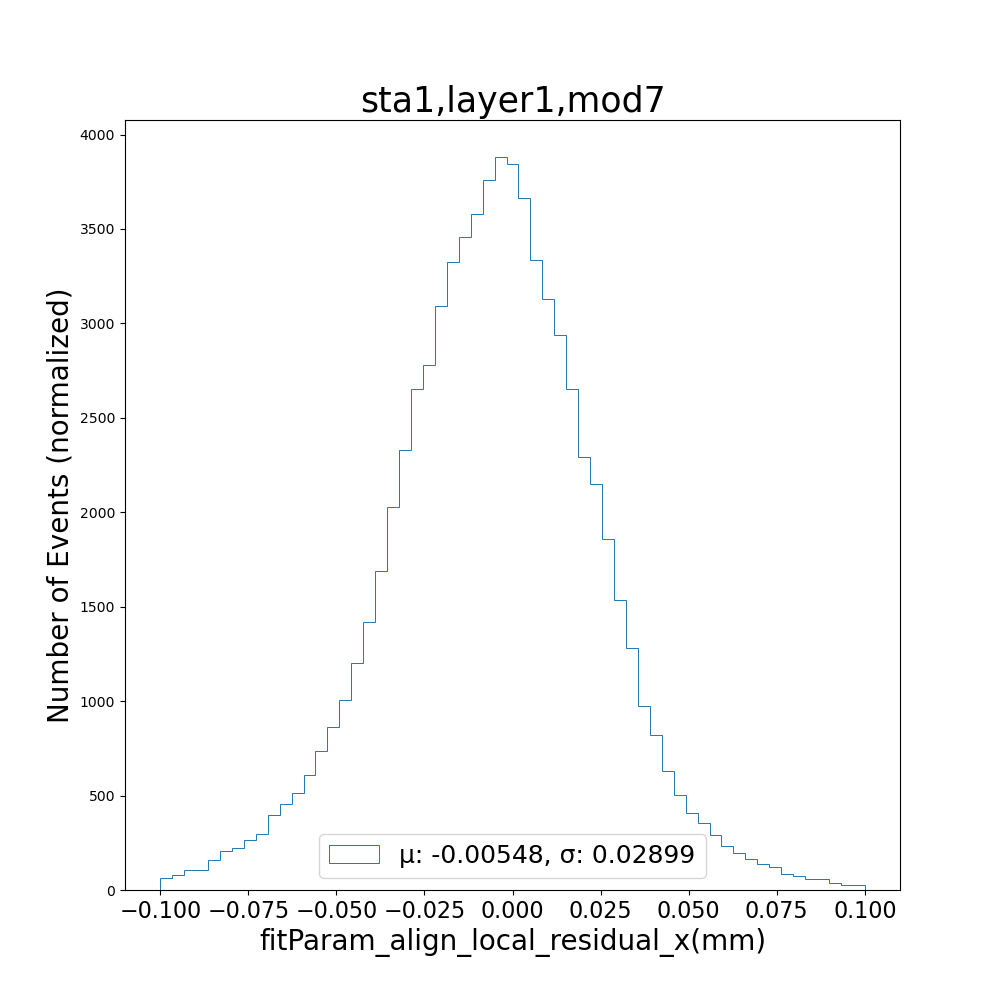 sta1,layer1,mod7
Number of Events (normalized)
4000
3500
3000
2500
2000
1500
1000
500
0
μ: -0.00548, σ: 0.02899
−0.100 −0.075 −0.050 −0.025 0.000 0.025 0.050 0.075 0.100
fitParam_align_local_residual_x(mm)